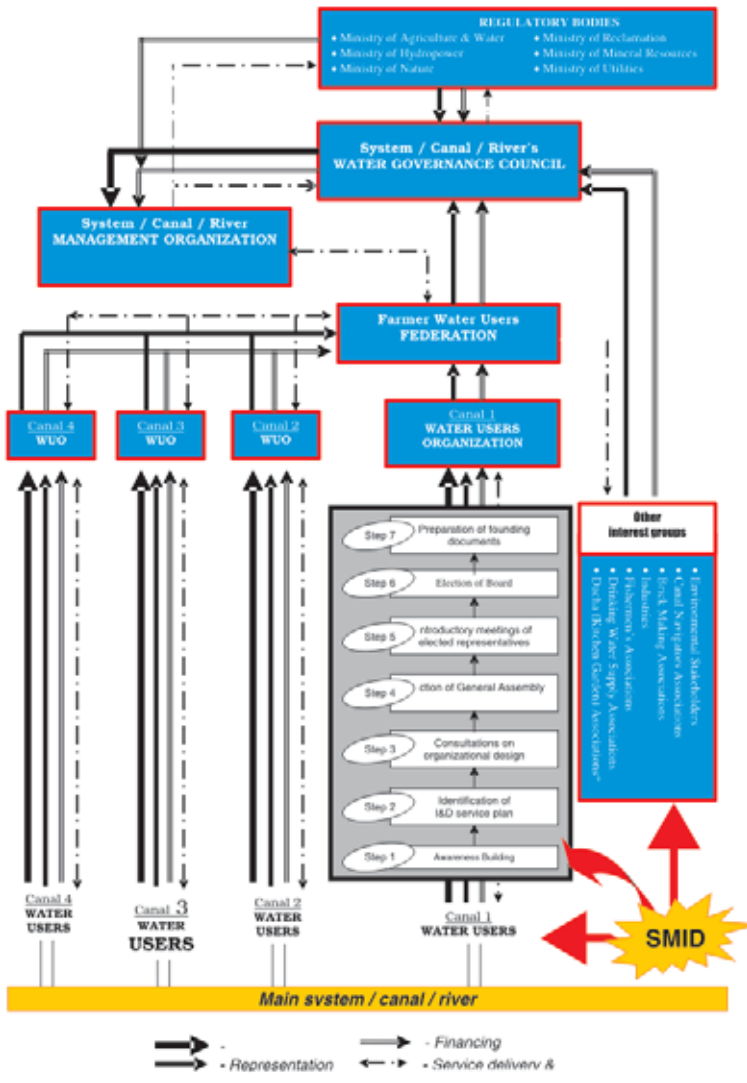 REGULATORY BODIES
• Ministry of Agriculture & Water
• Ministry of Hydropower
• Ministry of Nature
• Ministry of Reclamation
• Ministry of Mineral Resources
• Ministry of Utilities
System / Canal / River's
WATER GOVERNANCE COUNCIL
System / Canal / River
MANAGEMENT ORGANIZATION
Farmer Water Users
FEDERATION
Canal 4
WUO
Canal 3
WUO
Canal 2
WUO
Canal 1
WATER USERS
ORGANIZATION
Step 7
Preparation of founding
documents
Step 6
Election of Board
Step 5
ntroductory meetings of
elected representatives
Step 4
ction of General Assembly
Step 3
Consultations on
organizational design
Step 2
Identification of
I&D service plan
Step 1
Awareness Building
Other
interest groups
• Environmental Stakeholders
• Canal Navigators Associations
• Brick Making Associations
• Industries
• Fishermen's Associations
• Drinking Water Supply Associations
• Dacha (Kitchen Garden) Associations*
Canal 4
WATER
USERS
Canal 3
WATER
USERS
Canal 2
WATER
USERS
Canal 1
WATER USERS
SMID
Main system / canal / river
-
- Financing
- Representation
- Service delivery &